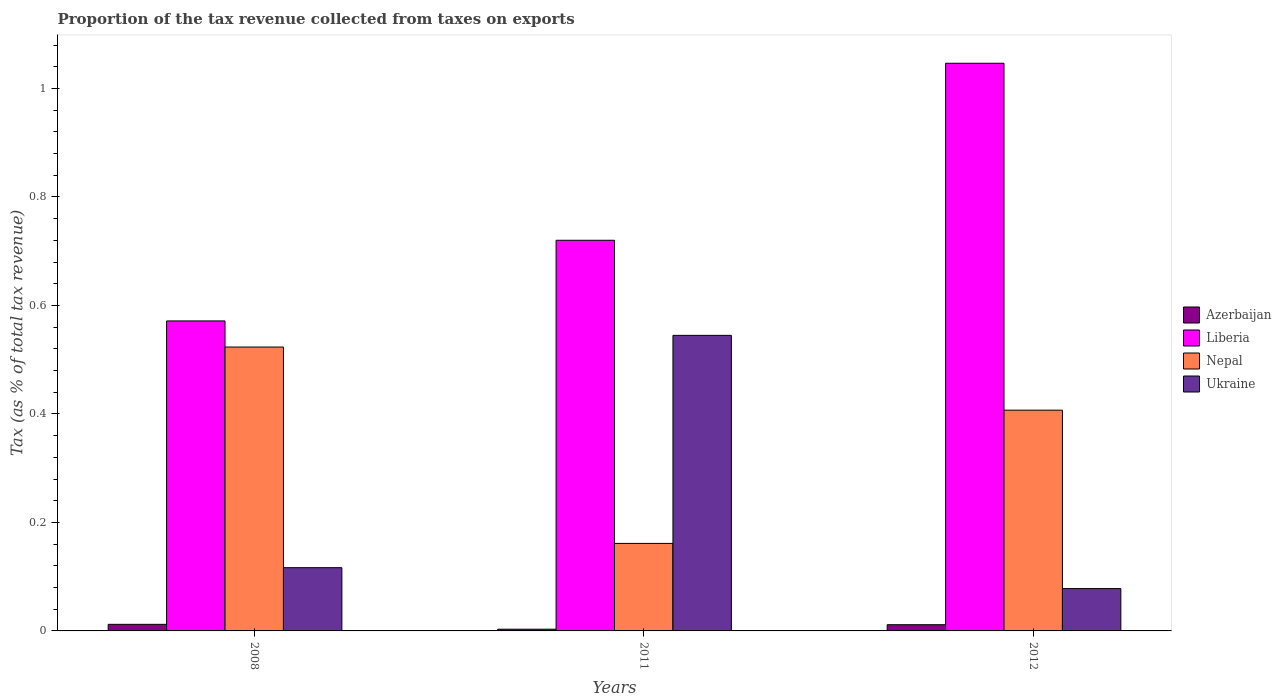 Proportion of the tax revenue collected from taxes on exports
Tax (as % of total tax revenue)
1
0.8
0.6
0.4
0.2
0
2008
2011
2012
Years
Azerbaijan
Liberia
Nepal
Ukraine